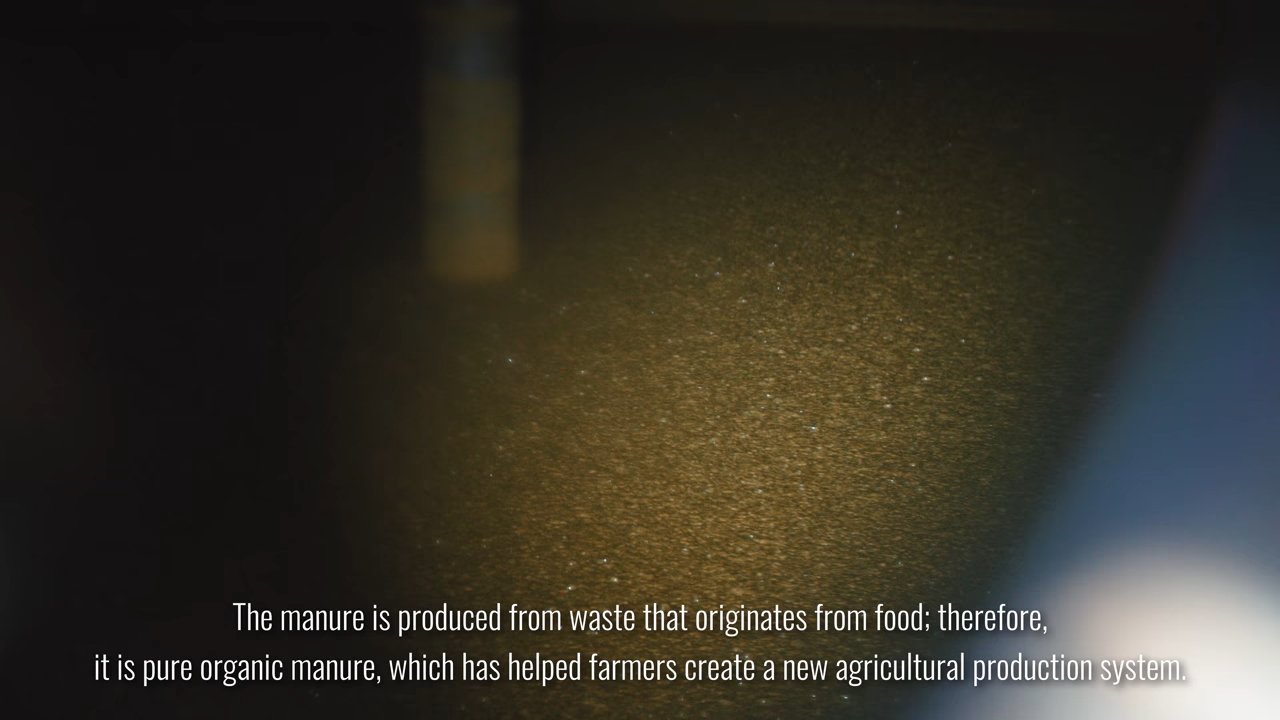 The manure is produced from waste that originates from food; therefore,
it is pure organic manure, which has helped farmers create a new agricultural production system.